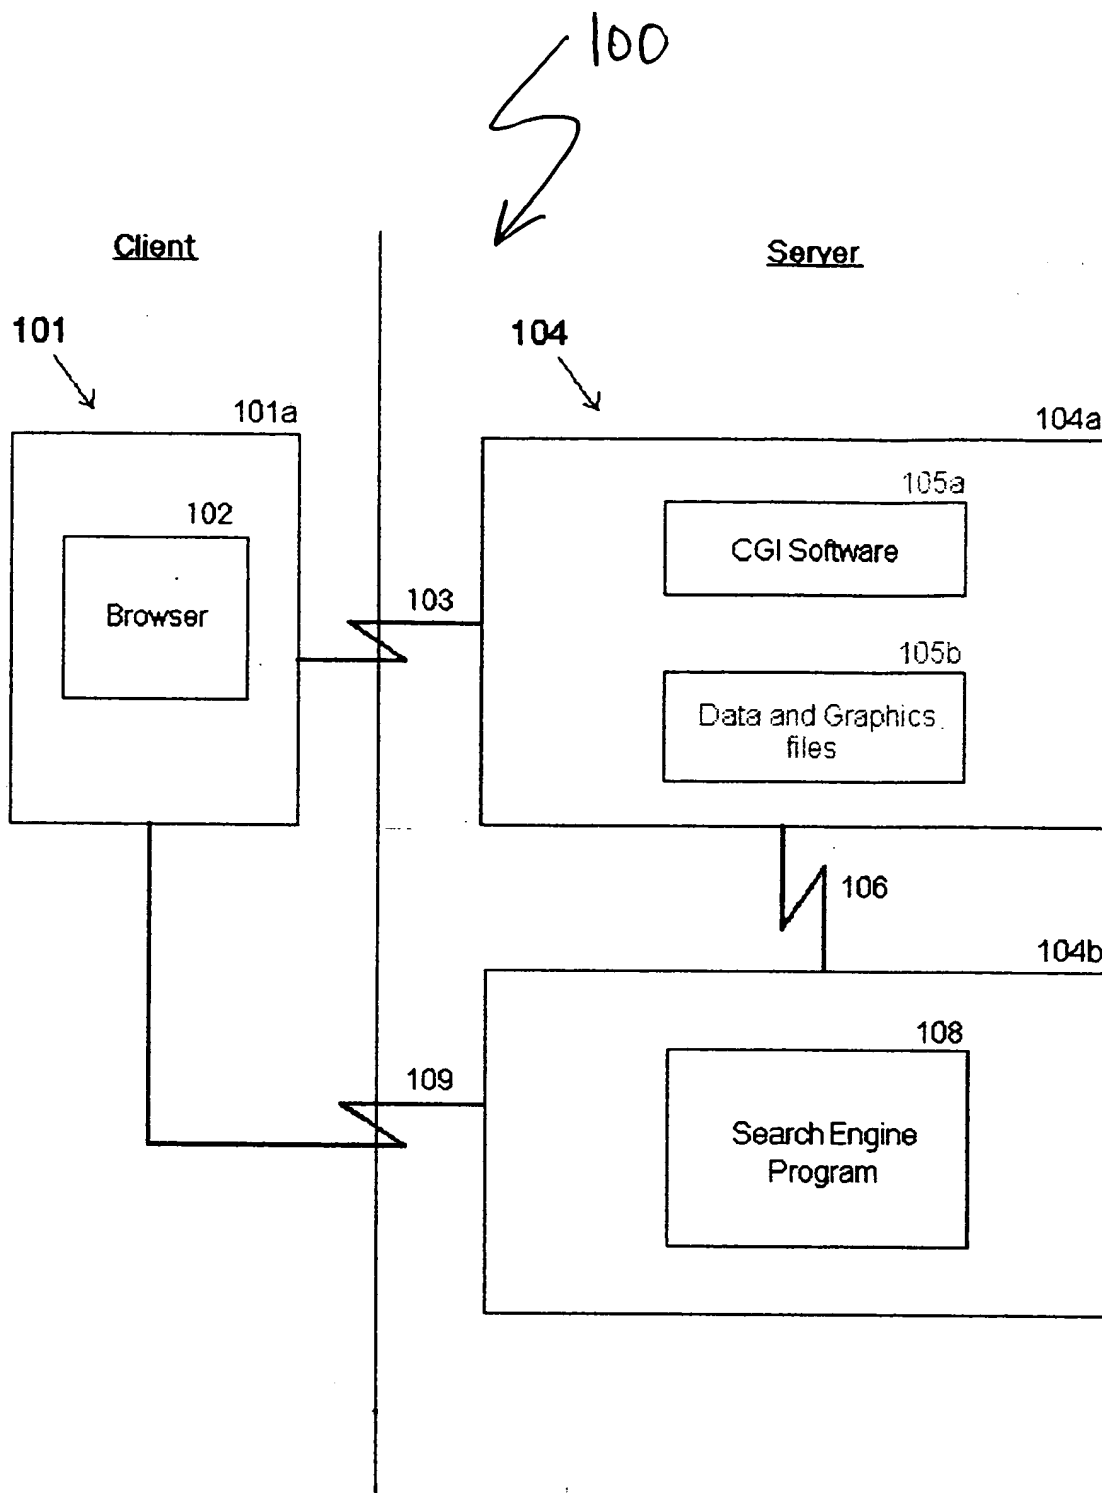 100
Client
Server
101
104
101a
104a
102
Browser
105a
CGI Software
103
105b
Data and Graphics
files
106
104b
108
109
Search Engine
Program